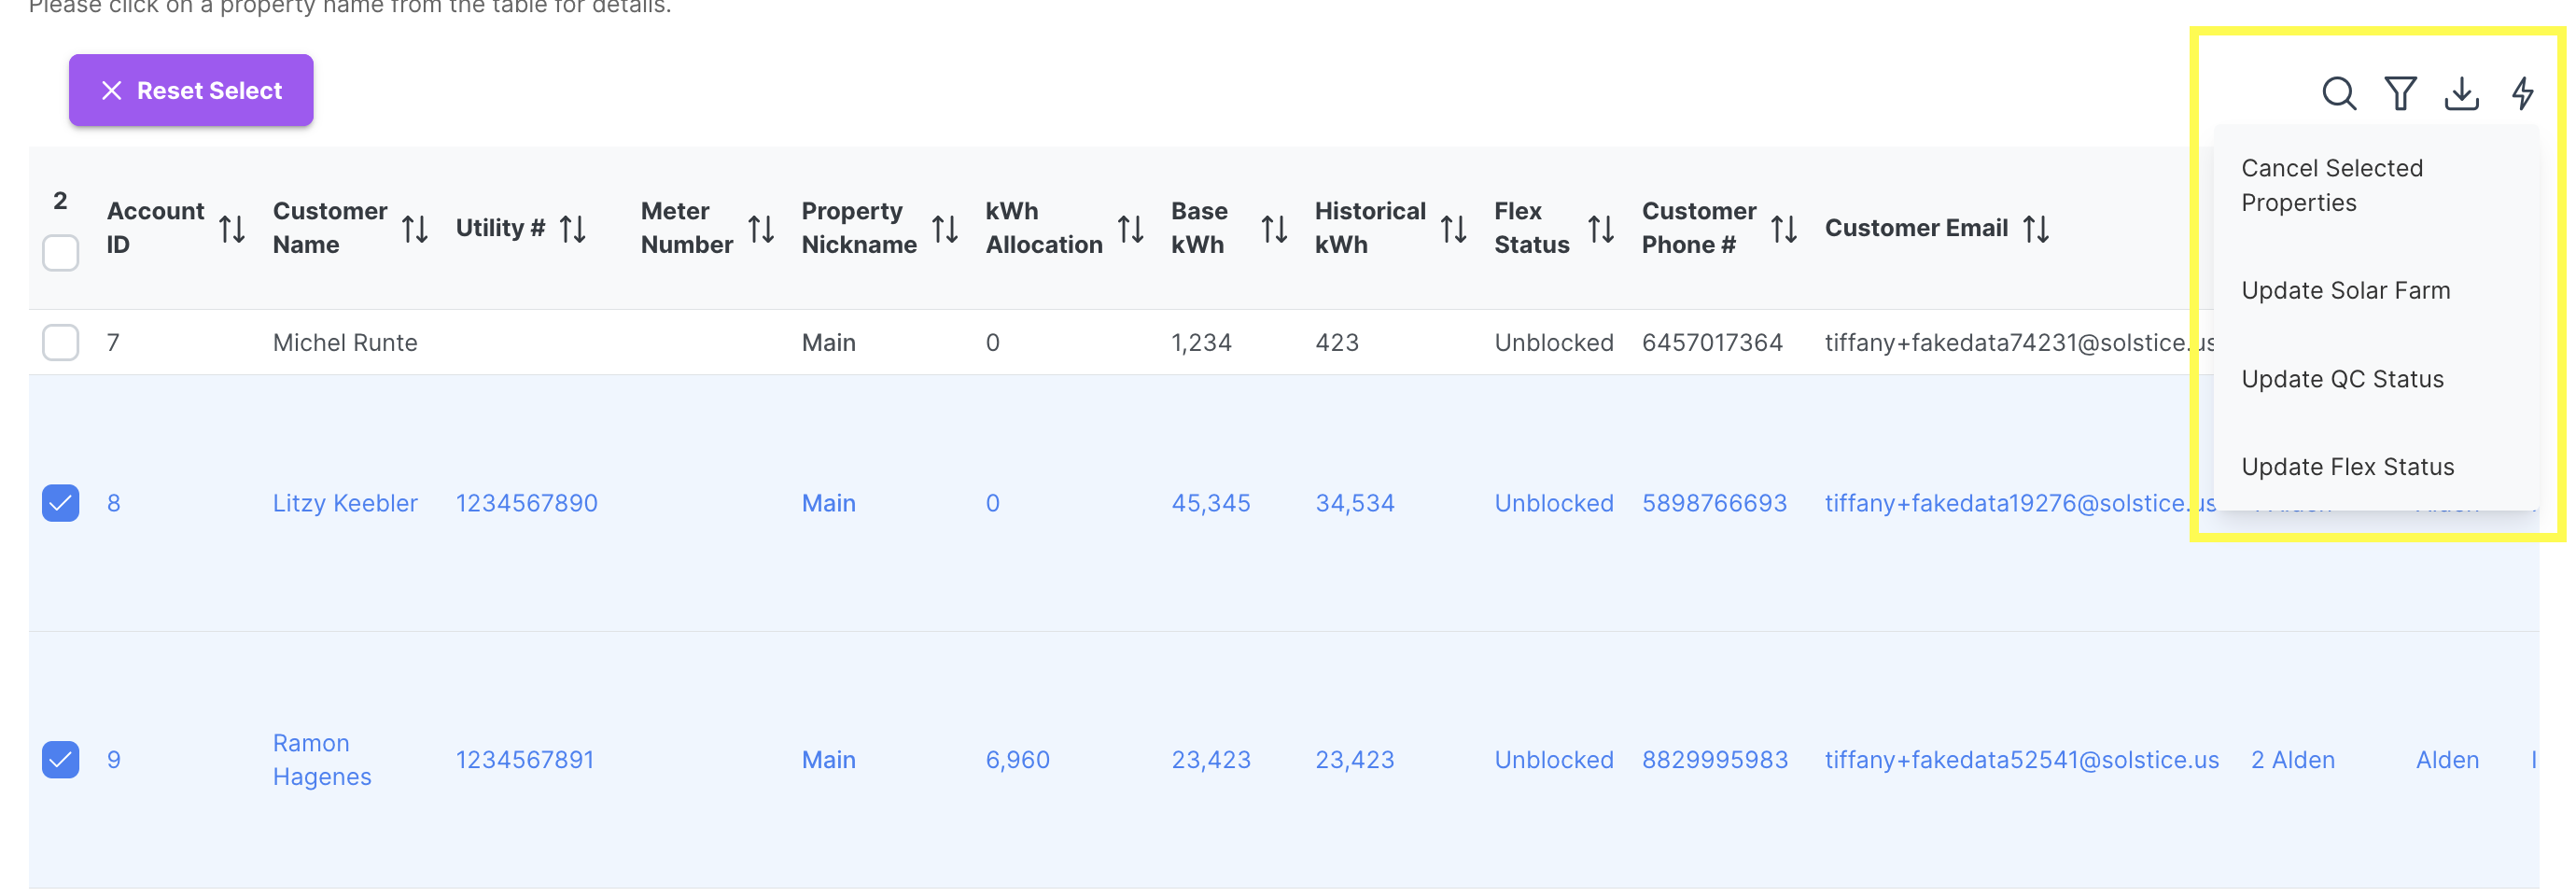 Please click on a property name from the table for details.
Reset Select
2
Account ID
Customer Name
Utility #
Meter Number
Property Nickname
kWh Allocation
Base kWh
Historical kWh
Flex Status
Customer Phone #
Customer Email
Cancel Selected
Properties
Update Solar Farm
Update QC Status
Update Flex Status
7 Michel Runte Main 0 1,234 423 Unblocked 6457017364 tiffany+fakedata74231@solstice.us
8 Litzy Keebler 1234567890 Main 0 45,345 34,534 Unblocked 5898766693 tiffany+fakedata19276@solstice.us
9 Ramon Hagenes 1234567891 Main 6,960 23,423 23,423 Unblocked 8829995983 tiffany+fakedata52541@solstice.us 2 Alden Alden